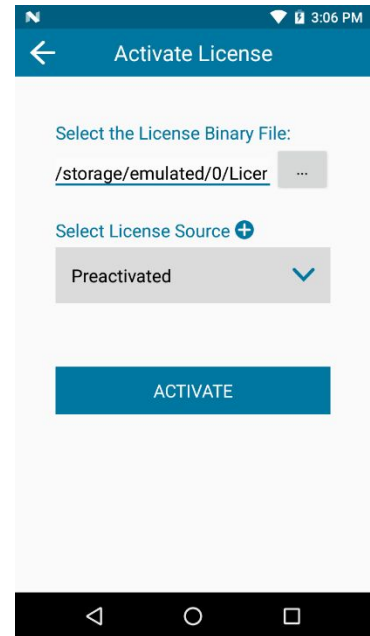 3:06 PM
Activate License
Select the License Binary File:
/storage/emulated/0/Licer
...
Select License Source
Preactivated
ACTIVATE